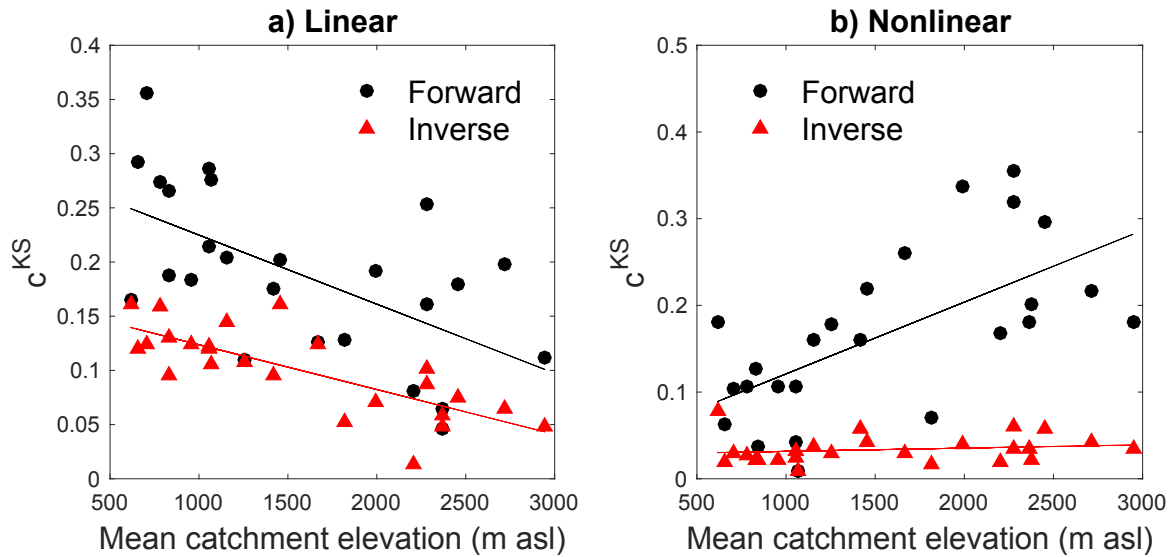 a) Linear
0.4
0.35
0.3
0.25
0.2
0.15
0.1
0.05
0
c^KS
Forward
Inverse
500 1000 1500 2000 2500 3000
Mean catchment elevation (m asl)
b) Nonlinear
0.5
0.4
0.3
0.2
0.1
0
c^KS
Forward
Inverse
500 1000 1500 2000 2500 3000
Mean catchment elevation (m asl)